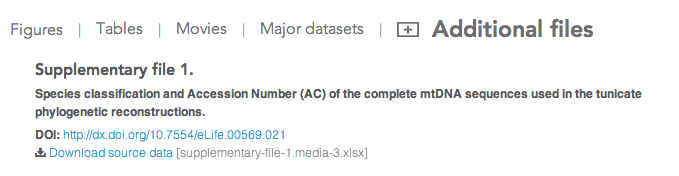 Figures | Tables | Movies | Major datasets | Additional files
Supplementary file 1.
Species classification and Accession Number (AC) of the complete mtDNA sequences used in the tunicate
phylogenetic reconstructions.
DOI: http://dx.doi.org/10.7554/eLife.00569.021
Download source data [supplementary-file-1.media-3.xlsx]